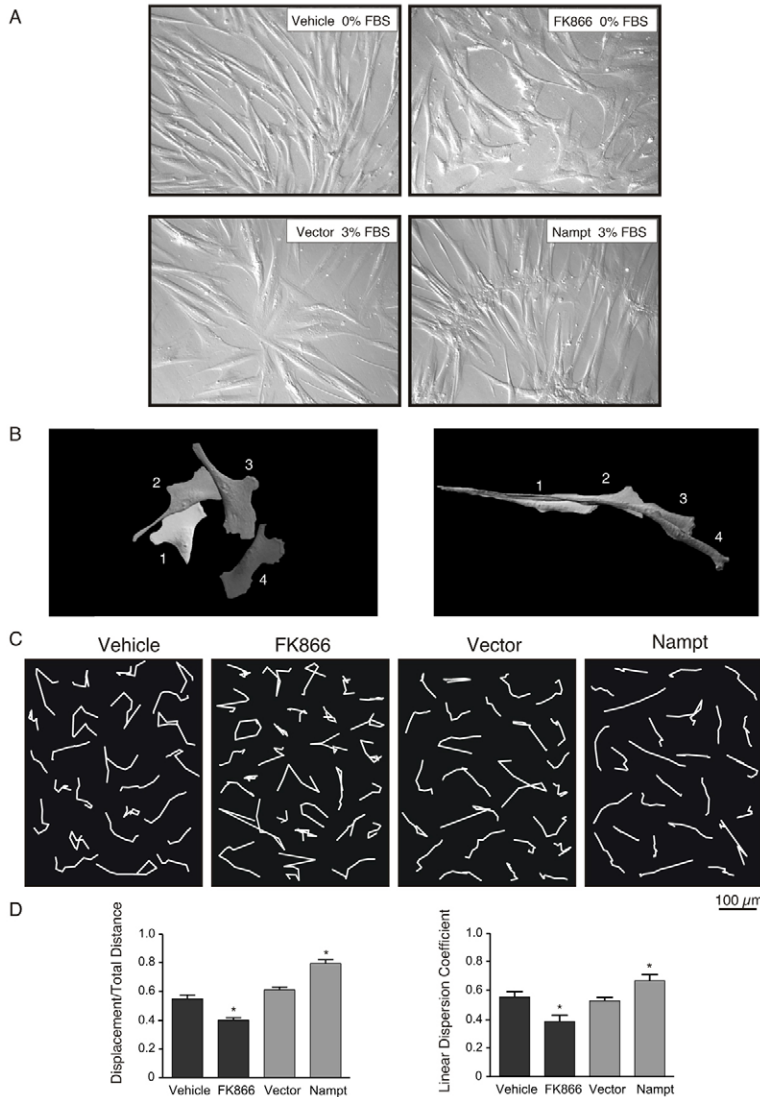 A
Vehicle 0% FBS
FK866 0% FBS
Vector 3% FBS
Nampt 3% FBS
B
1
2
3
4
1
2
3
4
C
Vehicle
FK866
Vector
Nampt
100 µm
D
Displacement/Total Distance
1.0
0.8
0.6
0.4
0.2
0
*
*
Vehicle FK866 Vector Nampt
Linear Dispersion Coefficient
1.0
0.8
0.6
0.4
0.2
0
*
*
Vehicle FK866 Vector Nampt